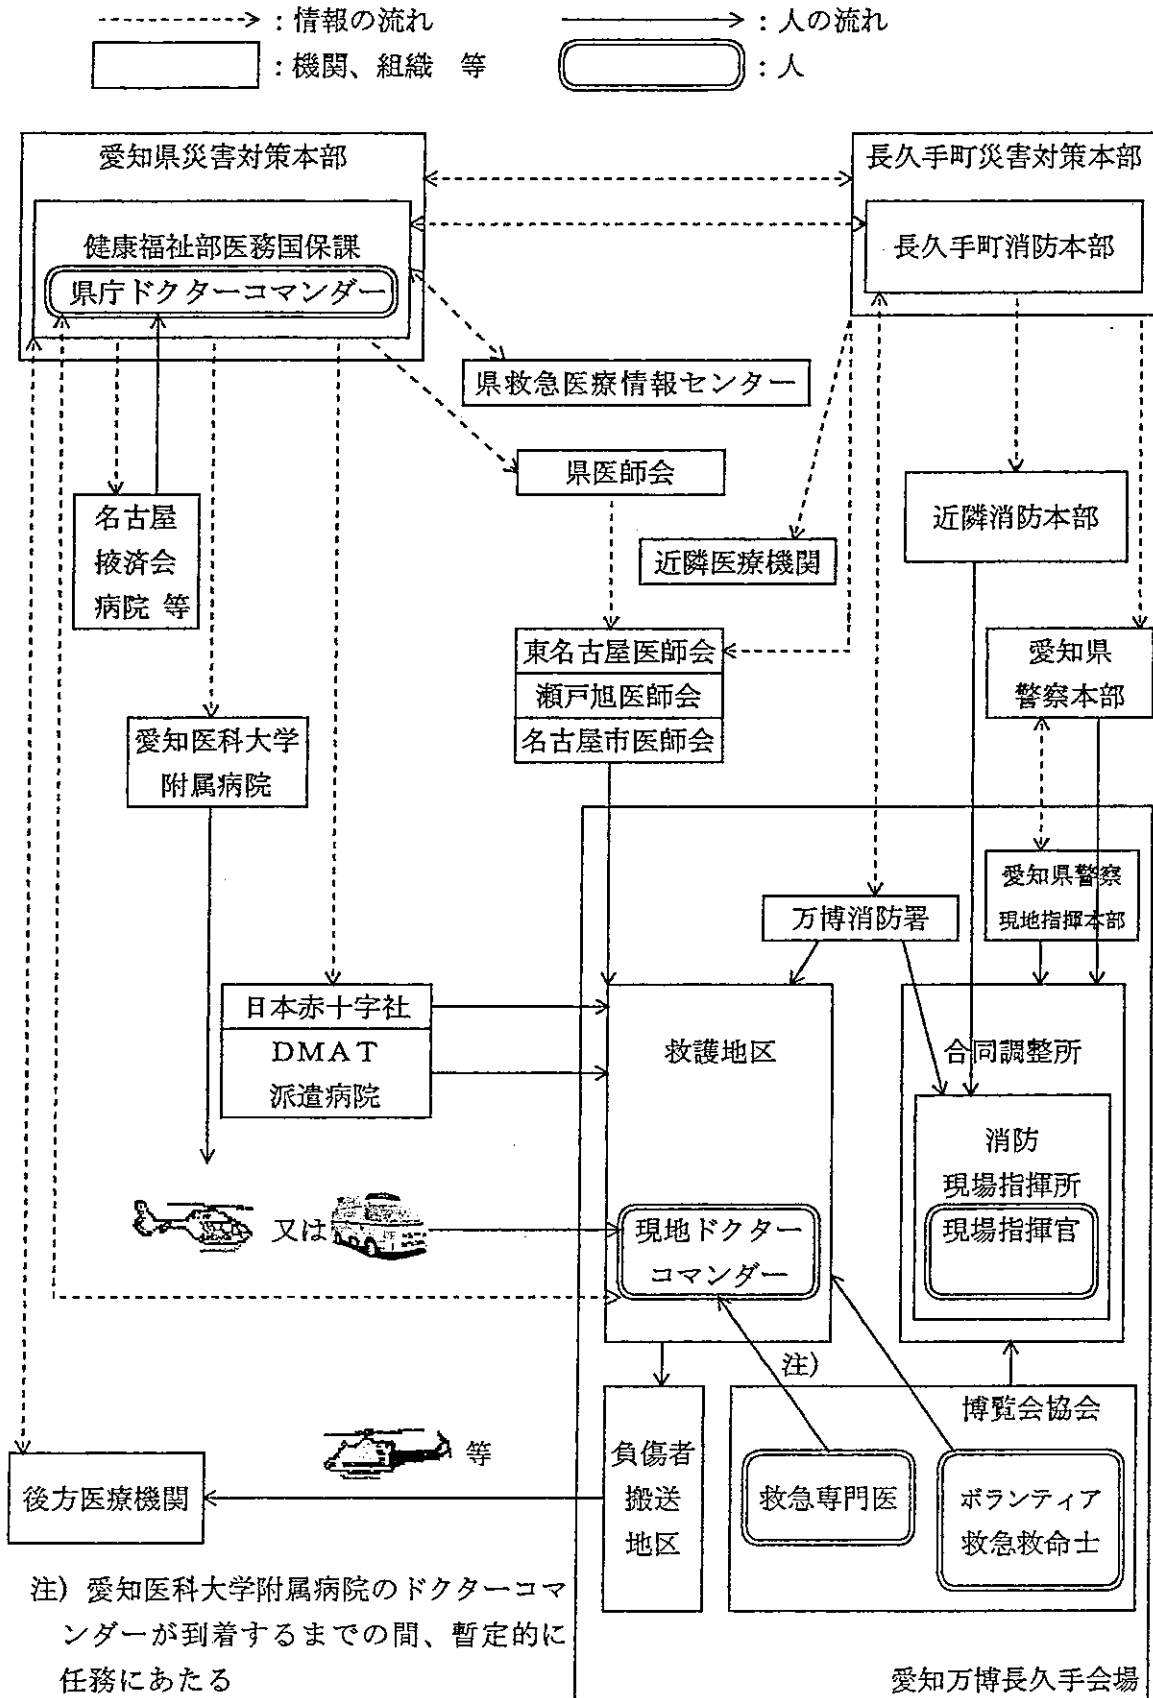 ：情報の流れ
：人の流れ
：機関、組織　等
：人
愛知県災害対策本部
健康福祉部医務国保課
県庁ドクターコマンダー
長久手町災害対策本部
長久手町消防本部
県救急医療情報センター
県医師会
近隣医療機関
近隣消防本部
名古屋
掖済会
病院 等
東名古屋医師会
瀬戸旭医師会
名古屋市医師会
愛知県
警察本部
愛知医科大学
附属病院
愛知県警察
現地指揮本部
万博消防署
日本赤十字社
DMAT
派遣病院
救護地区
合同調整所
消防
現場指揮所
現場指揮官
又は
現地ドクター
コマンダー
注）
博覧会協会
救急専門医
ボランティア
救急救命士
負傷者
搬送
地区
等
後方医療機関
注）愛知医科大学附属病院のドクターコマ
ンダーが到着するまでの間、暫定的に
任務にあたる
愛知万博長久手会場